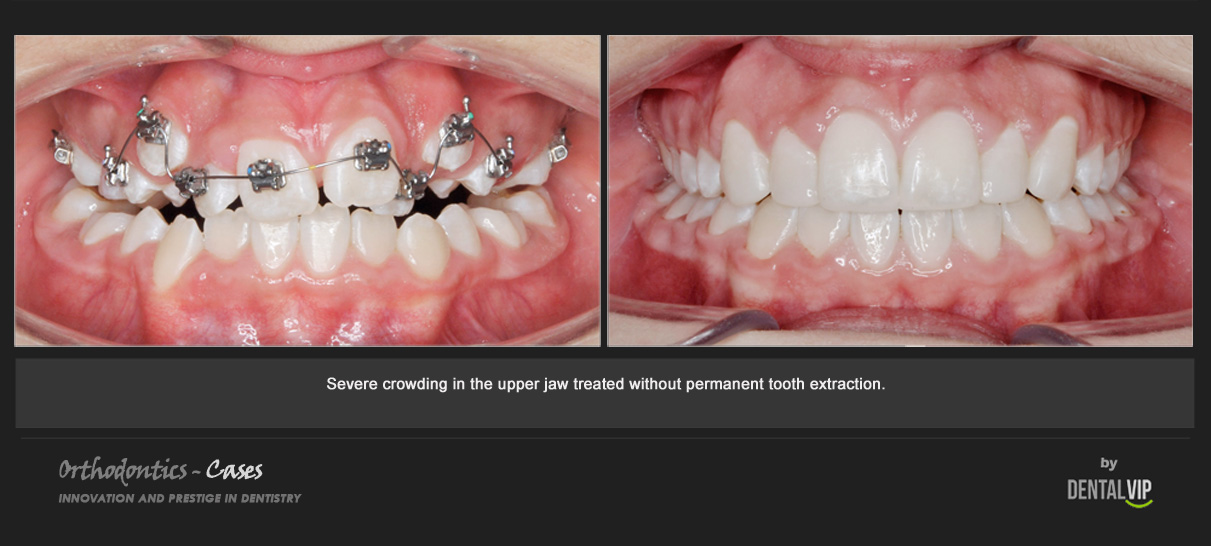 Severe crowding in the upper jaw treated without permanent tooth extraction.
Orthodontics - Cases
INNOVATION AND PRESTIGE IN DENTISTRY
by
DENTALVIP